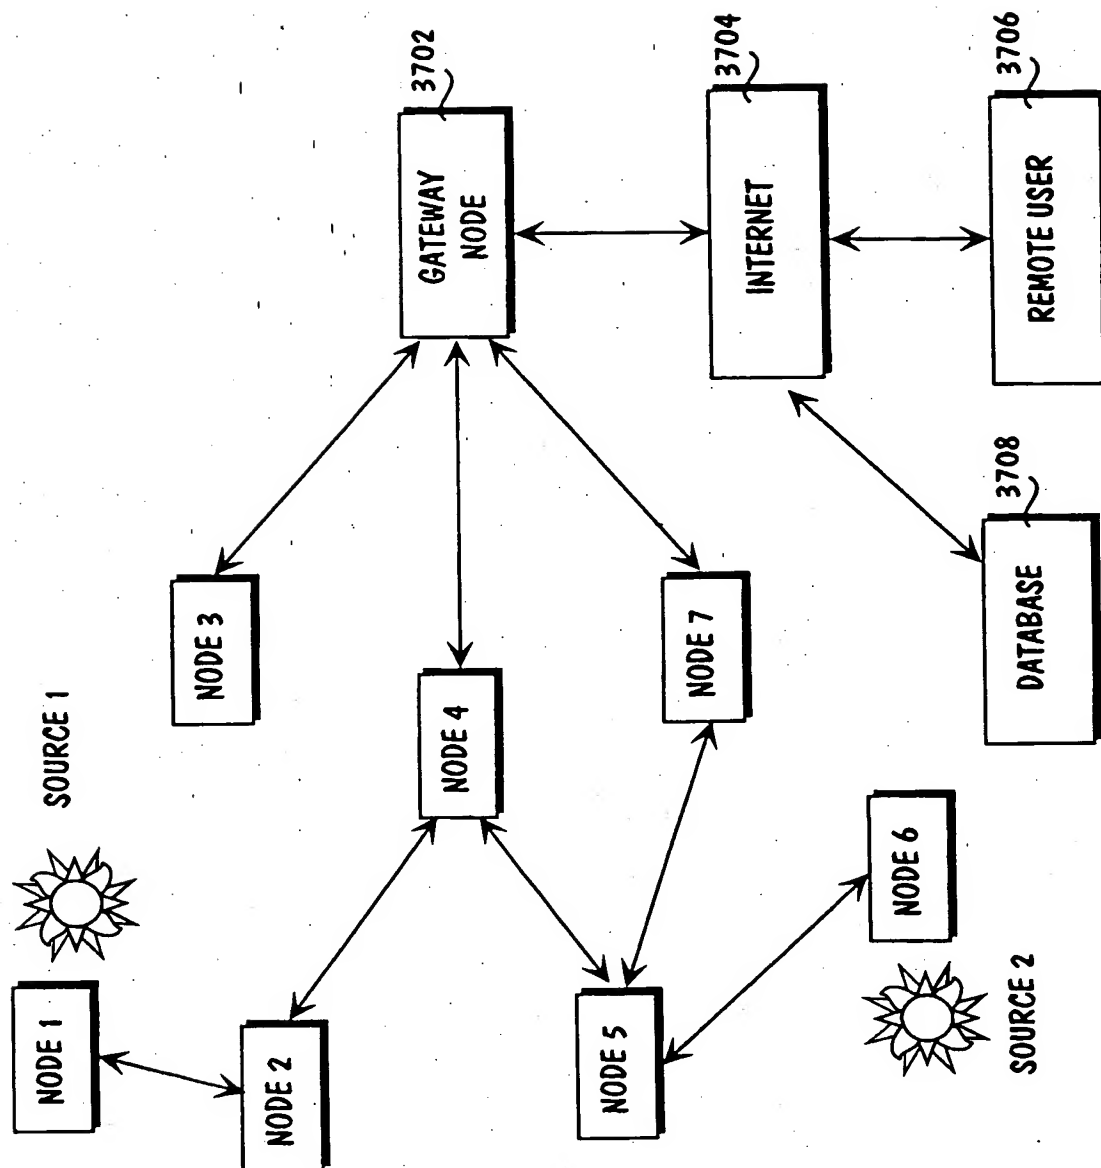 NODE 1
SOURCE 1
NODE 2
NODE 3
NODE 4
GATEWAY
NODE
3702
NODE 5
NODE 7
INTERNET
3704
NODE 6
SOURCE 2
DATABASE
3708
REMOTE USER
3706